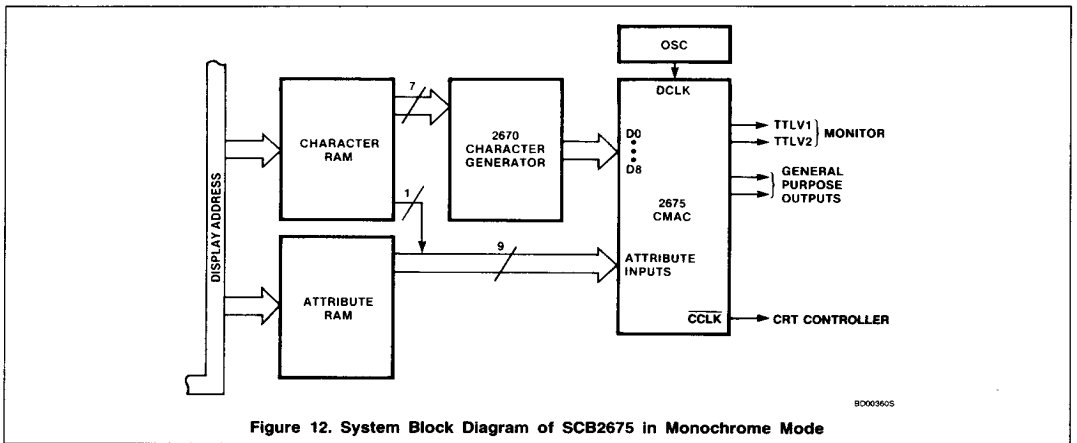 OSC
DCLK
7
CHARACTER
RAM
2670
CHARACTER
GENERATOR
D0
D8
2675
CMAC
TTLV1
TTLV2
MONITOR
GENERAL
PURPOSE
OUTPUTS
1
9
DISPLAY ADDRESS
ATTRIBUTE
RAM
ATTRIBUTE
INPUTS
CCLK
CRT CONTROLLER
BD00360S
Figure 12. System Block Diagram of SCB2675 in Monochrome Mode